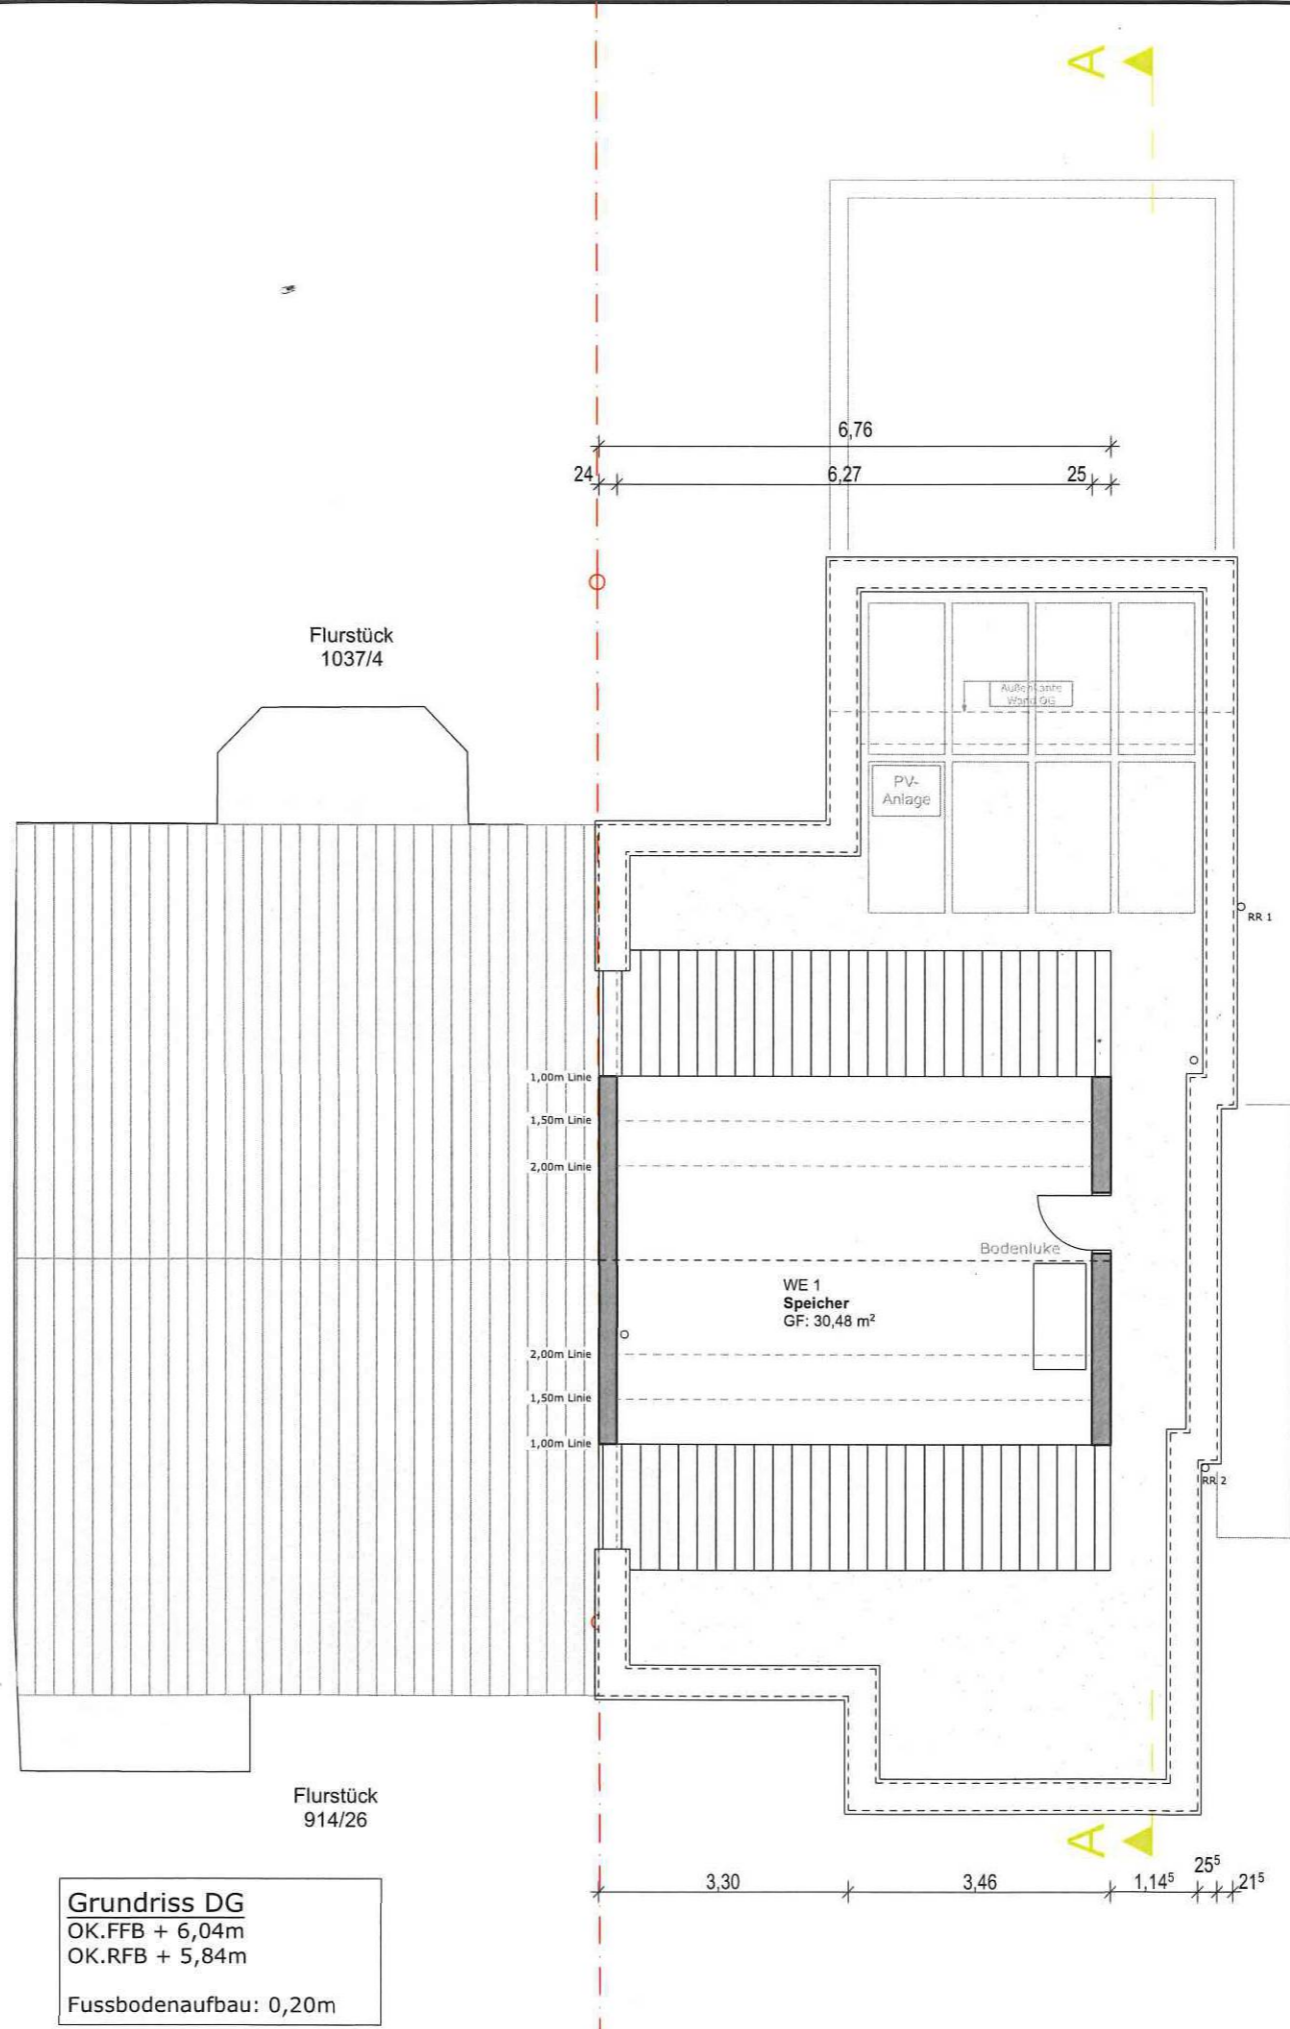 A
6,76
24
6,27
25
Flurstück
1037/4
Außenkante
Wand OG
PV-
Anlage
RR 1
1,00m Linie
1,50m Linie
2,00m Linie
Bodenluke
WE 1
Speicher
GF: 30,48 m²
2,00m Linie
1,50m Linie
1,00m Linie
RR 2
Flurstück
914/26
A
3,30
3,46
1,14⁵
25⁵
21⁵
Grundriss DG
OK.FFB + 6,04m
OK.RFB + 5,84m
Fussbodenaufbau: 0,20m